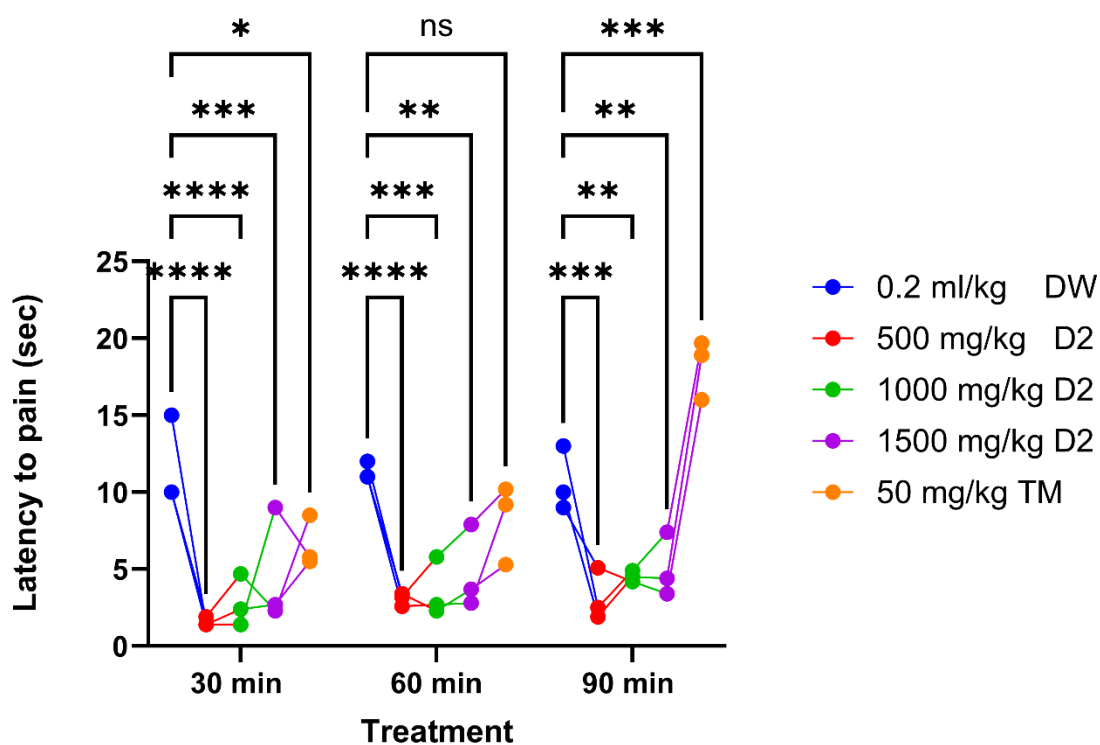 * ns ***
*** ** **
**** *** **
**** **** ***
25
20
15
10
5
0
Latency to pain (sec)
30 min 60 min 90 min
Treatment
0.2 ml/kg DW
500 mg/kg D2
1000 mg/kg D2
1500 mg/kg D2
50 mg/kg TM